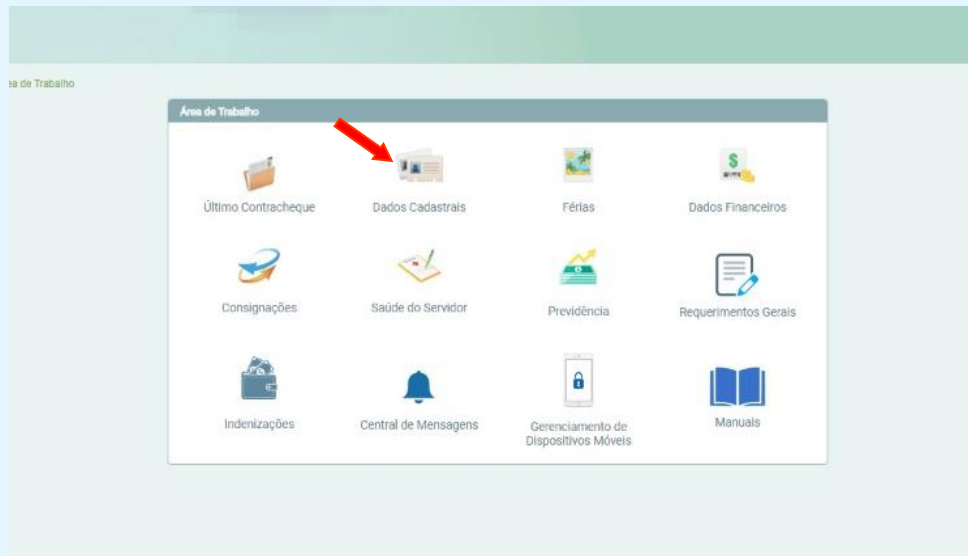 ea de Trabalho
Área de Trabalho
Último Contracheque
Dados Cadastrais
Férias
Dados Financeiros
Consignações
Saúde do Servidor
Previdência
Requerimentos Gerais
Indenizações
Central de Mensagens
Gerenciamento de
Dispositivos Móveis
Manuais